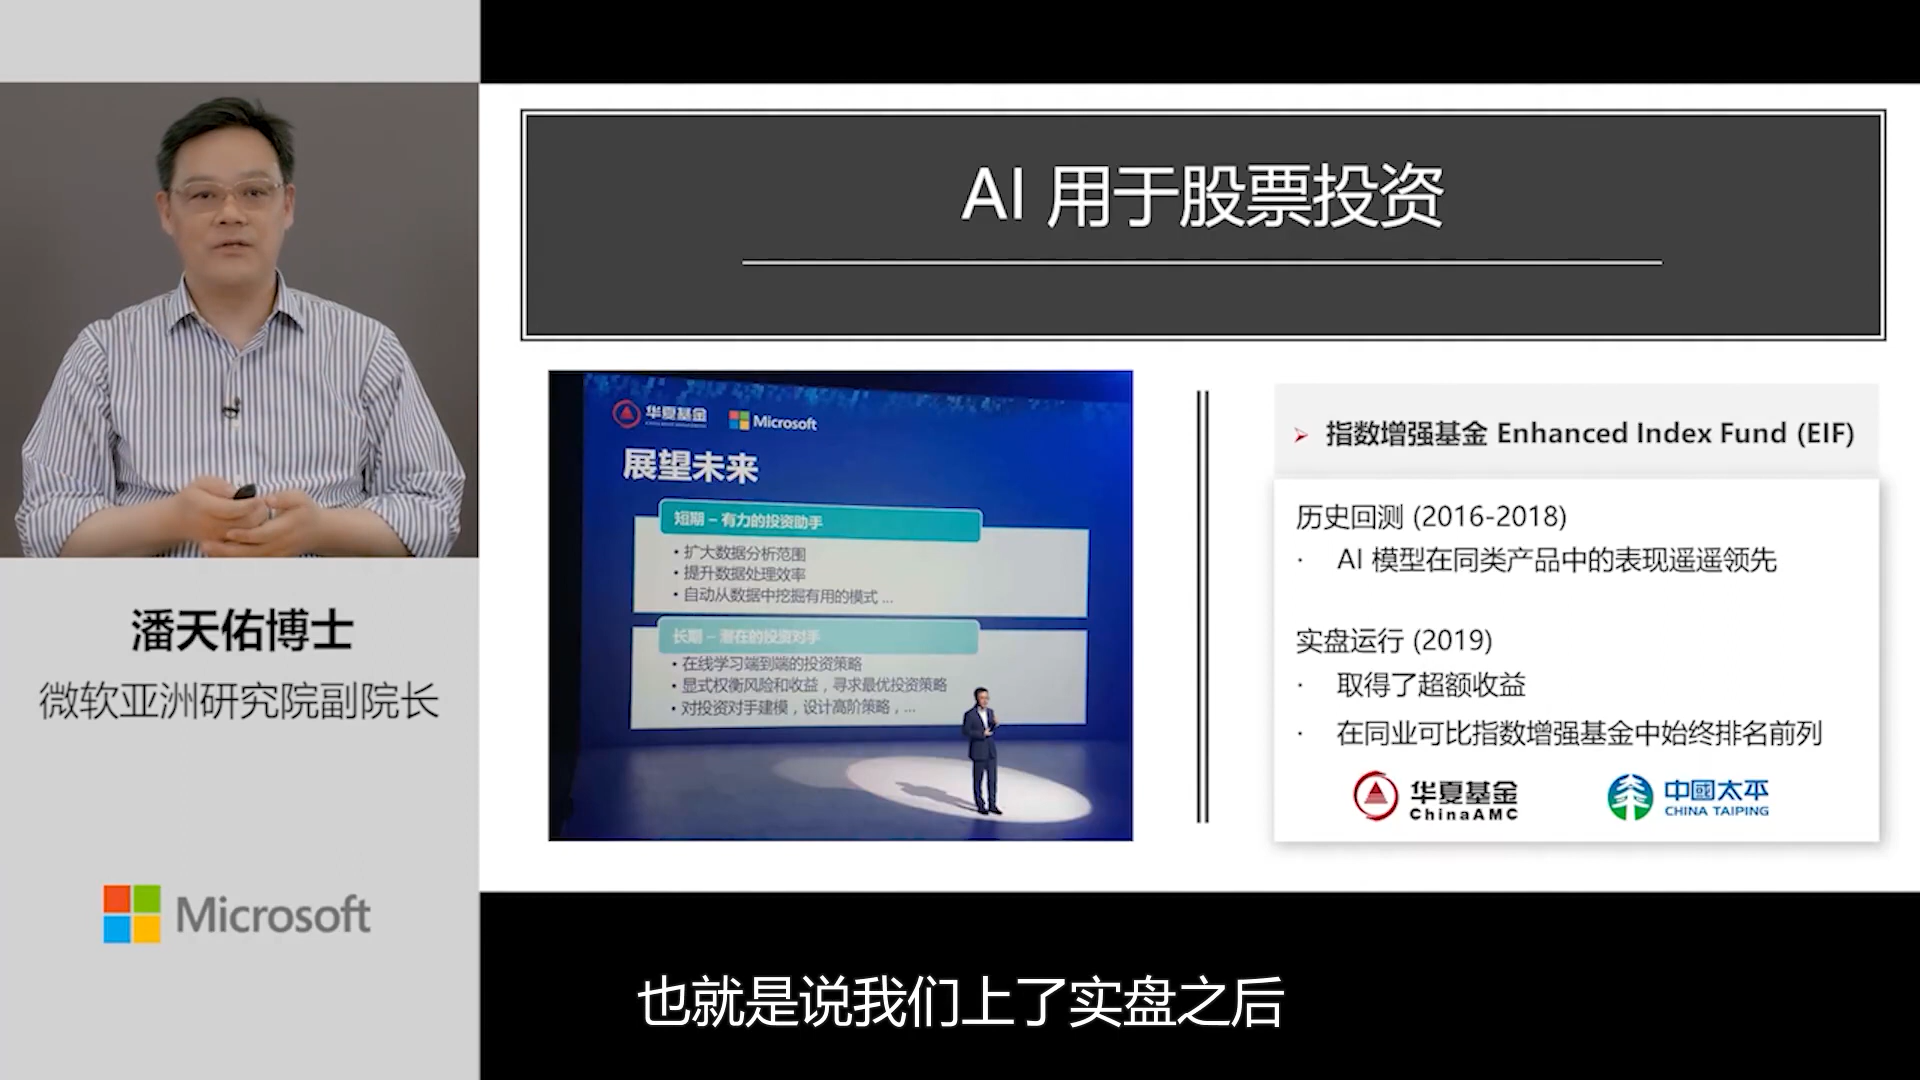 AI 用于股票投资
华夏基金 Microsoft
展望未来
短期 – 有力的投资助手
• 扩大数据分析范围
• 提升数据处理效率
• 自动从数据中挖掘有用的模式 ...
长期 – 潜在的投资对手
• 在线学习端到端的投资策略
• 显式权衡风险和收益，寻求最优投资策略
• 对投资对手建模，设计高阶策略，...
➢ 指数增强基金 Enhanced Index Fund (EIF)
历史回测 (2016-2018)
· AI 模型在同类产品中的表现遥遥领先
实盘运行 (2019)
· 取得了超额收益
· 在同业可比指数增强基金中始终排名前列
华夏基金
ChinaAMC
中國太平
CHINA TAIPING
潘天佑博士
微软亚洲研究院副院长
Microsoft
也就是说我们上了实盘之后